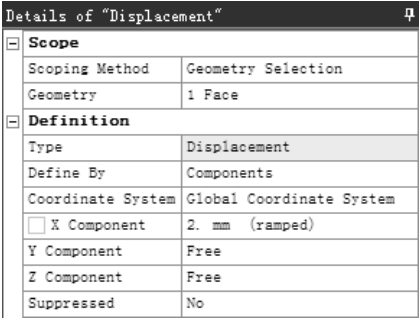 Details of "Displacement"
Scope
Scoping Method Geometry Selection
Geometry 1 Face
Definition
Type Displacement
Define By Components
Coordinate System Global Coordinate System
X Component 2. mm (ramped)
Y Component Free
Z Component Free
Suppressed No